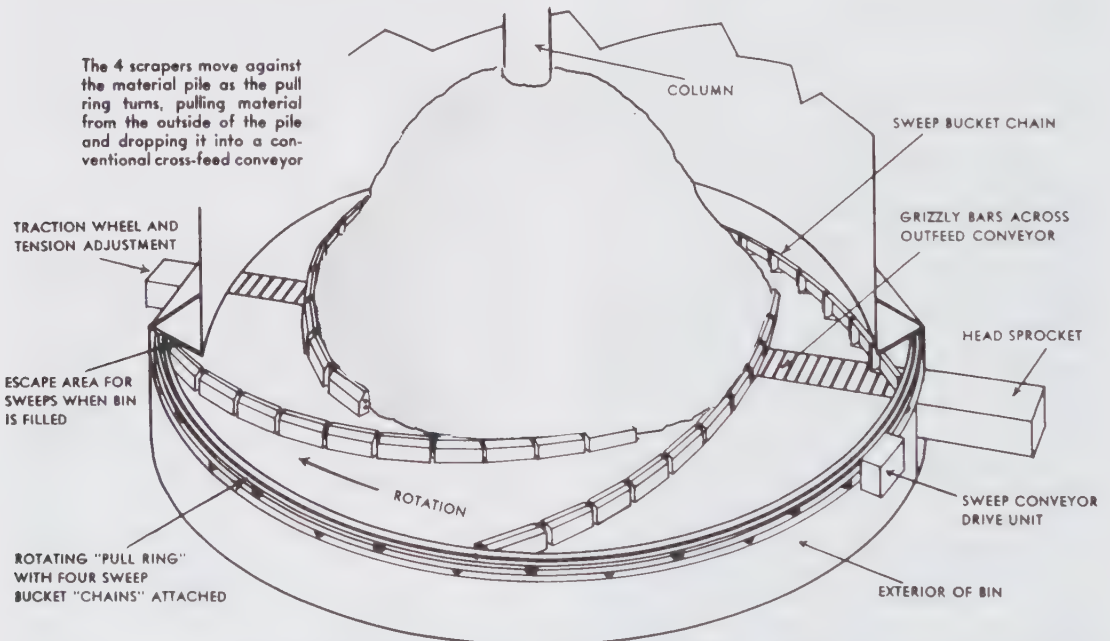 The 4 scrapers move against
the material pile as the pull
ring turns, pulling material
from the outside of the pile
and dropping it into a con-
ventional cross-feed conveyor
COLUMN
SWEEP BUCKET CHAIN
TRACTION WHEEL AND
TENSION ADJUSTMENT
GRIZZLY BARS ACROSS
OUTFEED CONVEYOR
HEAD SPROCKET
ESCAPE AREA FOR
SWEEPS WHEN BIN
IS FILLED
ROTATION
SWEEP CONVEYOR
DRIVE UNIT
ROTATING "PULL RING"
WITH FOUR SWEEP
BUCKET "CHAINS" ATTACHED
EXTERIOR OF BIN